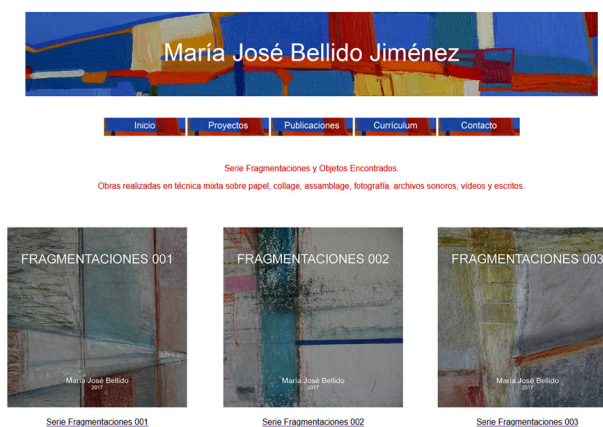 María José Bellido Jiménez
Inicio Proyectos Publicaciones Currículum Contacto
Serie Fragmentaciones y Objetos Encontrados.
Obras realizadas en técnica mixta sobre papel, collage, assamblage, fotografía, archivos sonoros, vídeos y escritos.
FRAGMENTACIONES 001
María José Bellido
2017
Serie Fragmentaciones 001
FRAGMENTACIONES 002
María José Bellido
2017
Serie Fragmentaciones 002
FRAGMENTACIONES 003
María José Bellido
2017
Serie Fragmentaciones 003